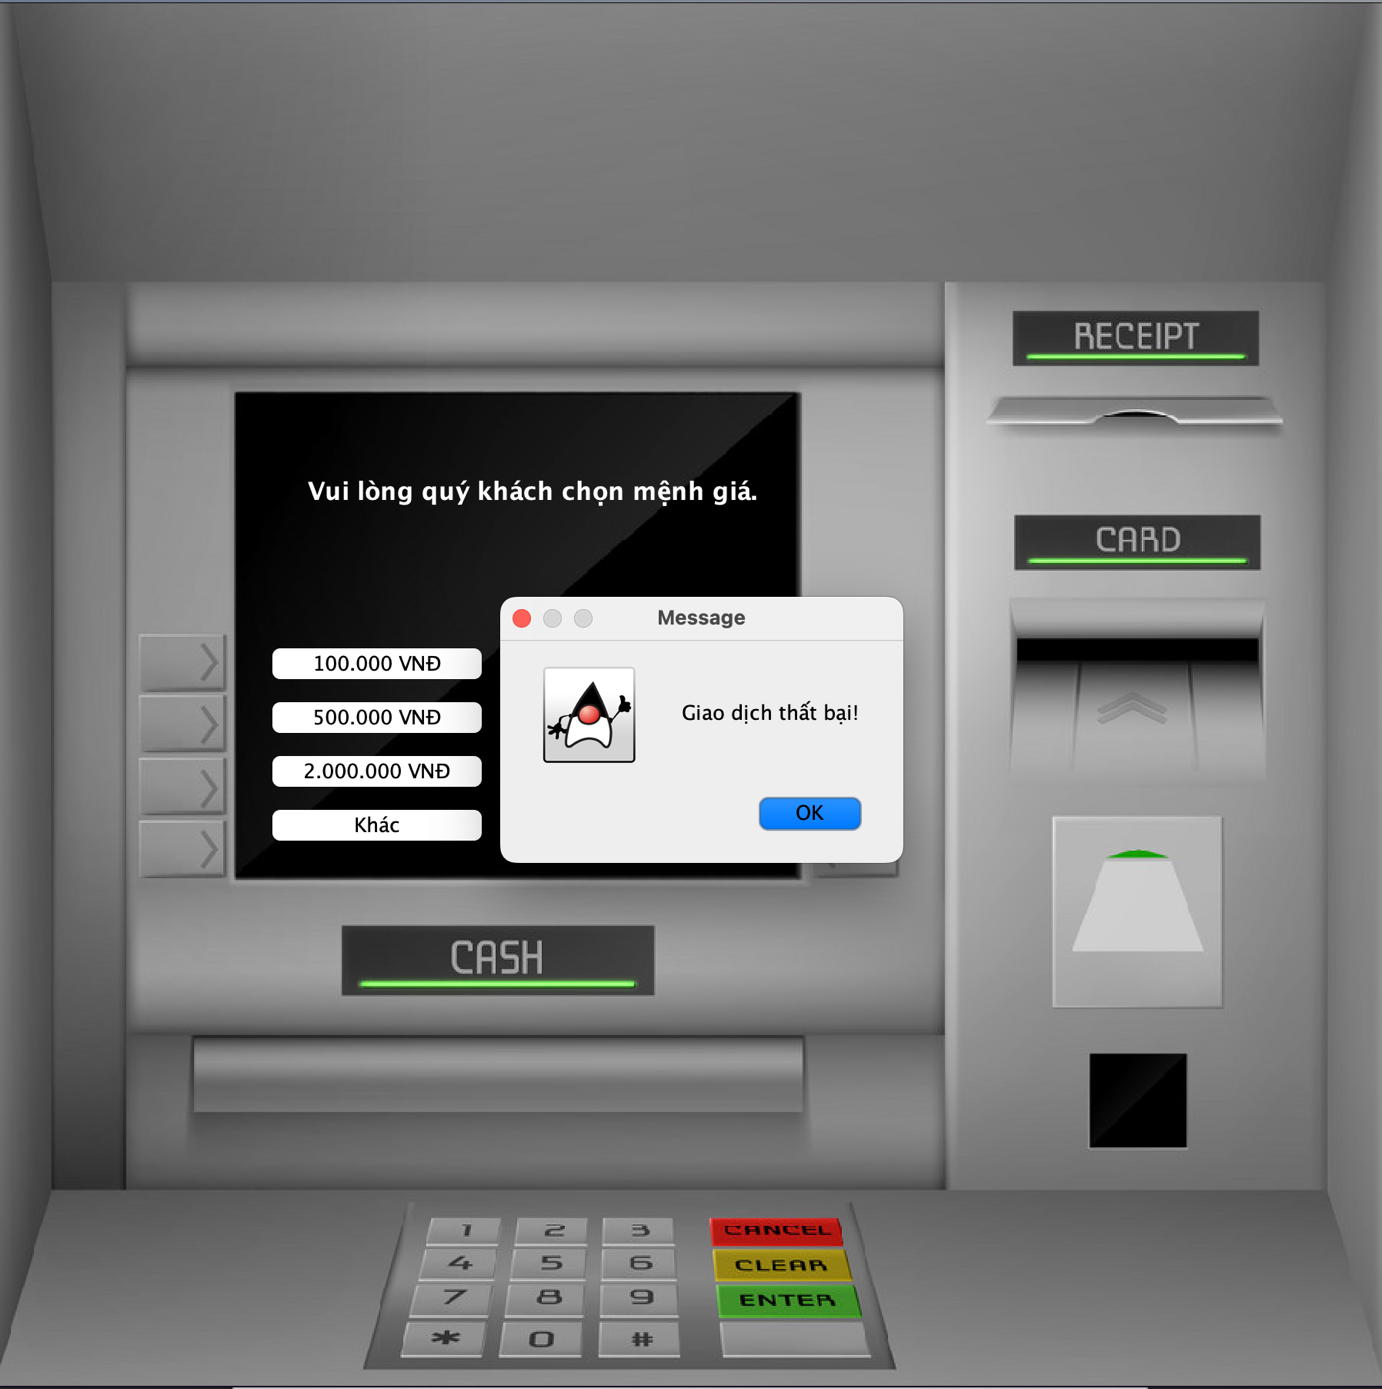 RECEIPT
Vui lòng quý khách chọn mệnh giá.
CARD
Message
100.000 VNĐ
500.000 VNĐ
2.000.000 VNĐ
Khác
Giao dịch thất bại!
OK
CASH
1 2 3 CANCEL
4 5 6 CLEAR
7 8 9 ENTER
* 0 #